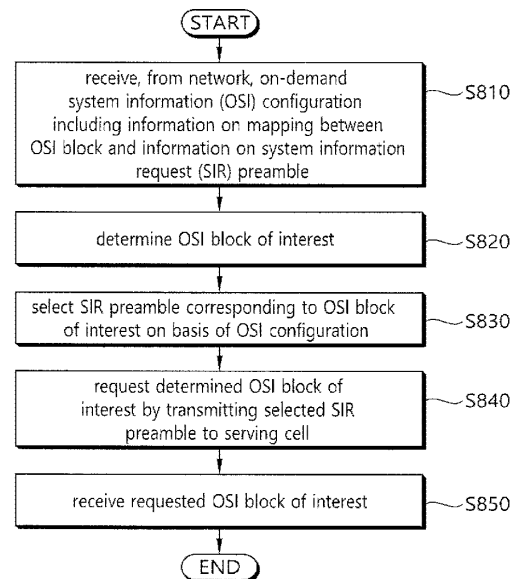 START
receive, from network, on-demand
system information (OSI) configuration
including information on mapping between
OSI block and information on system information
request (SIR) preamble
S810
determine OSI block of interest
S820
select SIR preamble corresponding to OSI block
of interest on basis of OSI configuration
S830
request determined OSI block of
interest by transmitting selected SIR
preamble to serving cell
S840
receive requested OSI block of interest
S850
END